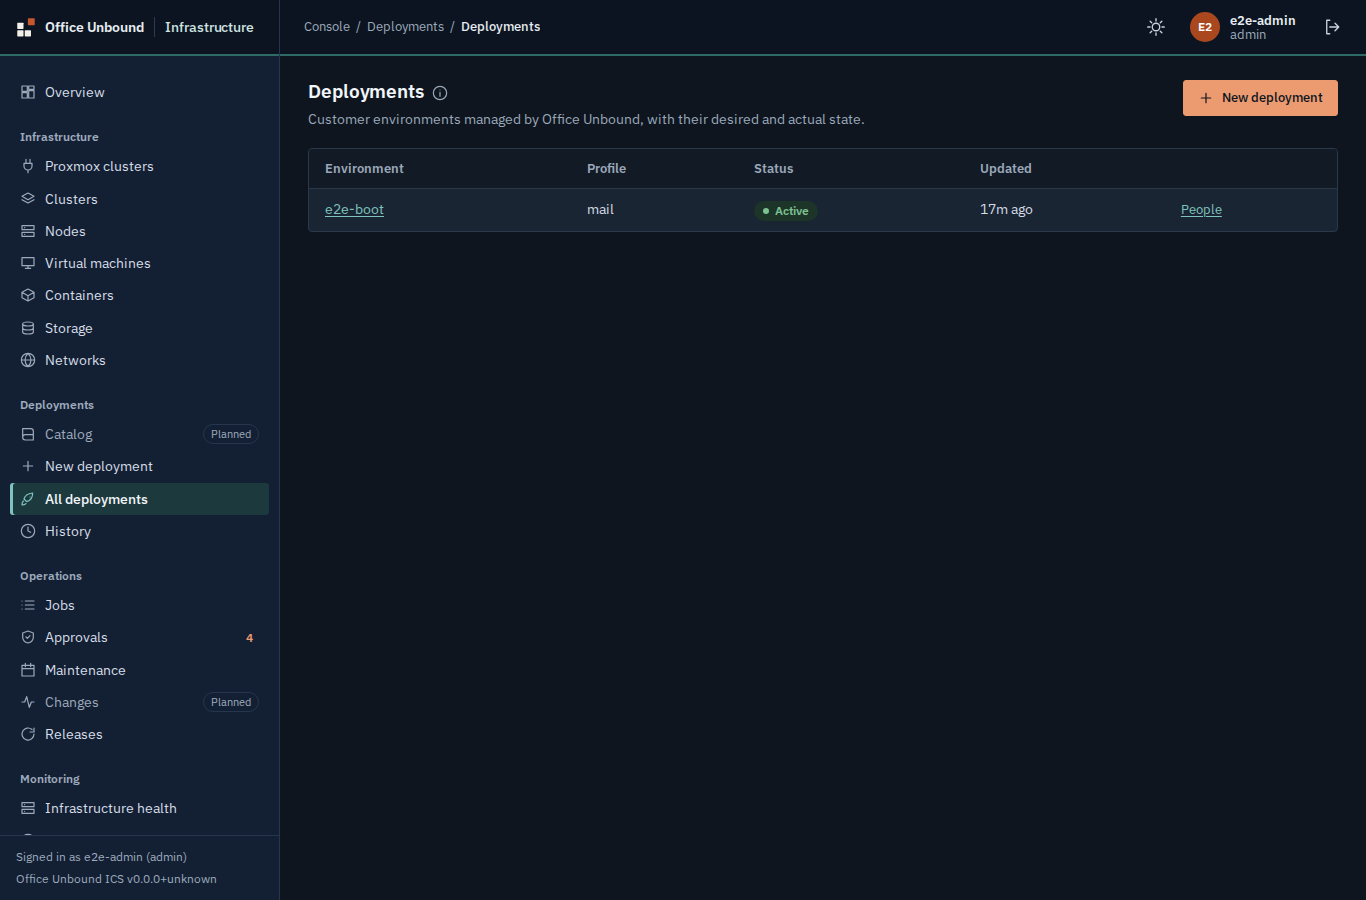 Office Unbound Infrastructure
Console / Deployments / Deployments
E2
e2e-admin
admin
Overview
Infrastructure
Proxmox clusters
Clusters
Nodes
Virtual machines
Containers
Storage
Networks
Deployments
Catalog Planned
New deployment
All deployments
History
Operations
Jobs
Approvals 4
Maintenance
Changes Planned
Releases
Monitoring
Infrastructure health
Signed in as e2e-admin (admin)
Office Unbound ICS v0.0.0+unknown
Deployments
Customer environments managed by Office Unbound, with their desired and actual state.
New deployment
Environment Profile Status Updated
e2e-boot mail Active 17m ago People